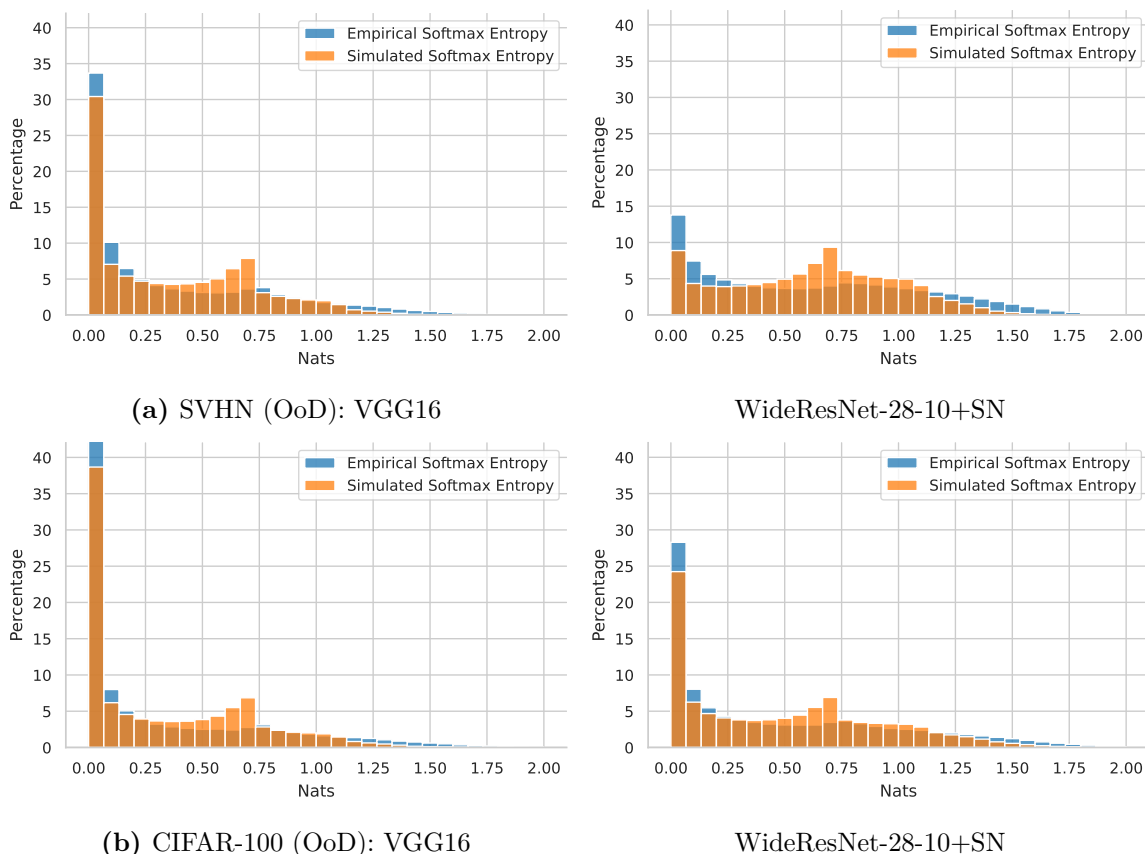 Empirical Softmax Entropy
Simulated Softmax Entropy
Percentage
40
35
30
25
20
15
10
5
0
0.00 0.25 0.50 0.75 1.00 1.25 1.50 1.75 2.00
Nats
Empirical Softmax Entropy
Simulated Softmax Entropy
Percentage
40
35
30
25
20
15
10
5
0
0.00 0.25 0.50 0.75 1.00 1.25 1.50 1.75 2.00
Nats
(a) SVHN (OoD): VGG16
WideResNet-28-10+SN
Empirical Softmax Entropy
Simulated Softmax Entropy
Percentage
40
35
30
25
20
15
10
5
0
0.00 0.25 0.50 0.75 1.00 1.25 1.50 1.75 2.00
Nats
Empirical Softmax Entropy
Simulated Softmax Entropy
Percentage
40
35
30
25
20
15
10
5
0
0.00 0.25 0.50 0.75 1.00 1.25 1.50 1.75 2.00
Nats
(b) CIFAR-100 (OoD): VGG16
WideResNet-28-10+SN